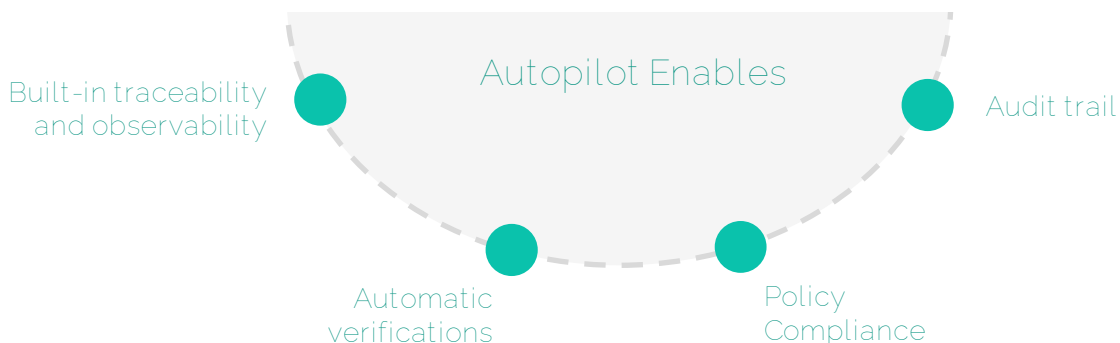 Autopilot Enables
Built-in traceability
and observability
Automatic
verifications
Policy
Compliance
Audit trail